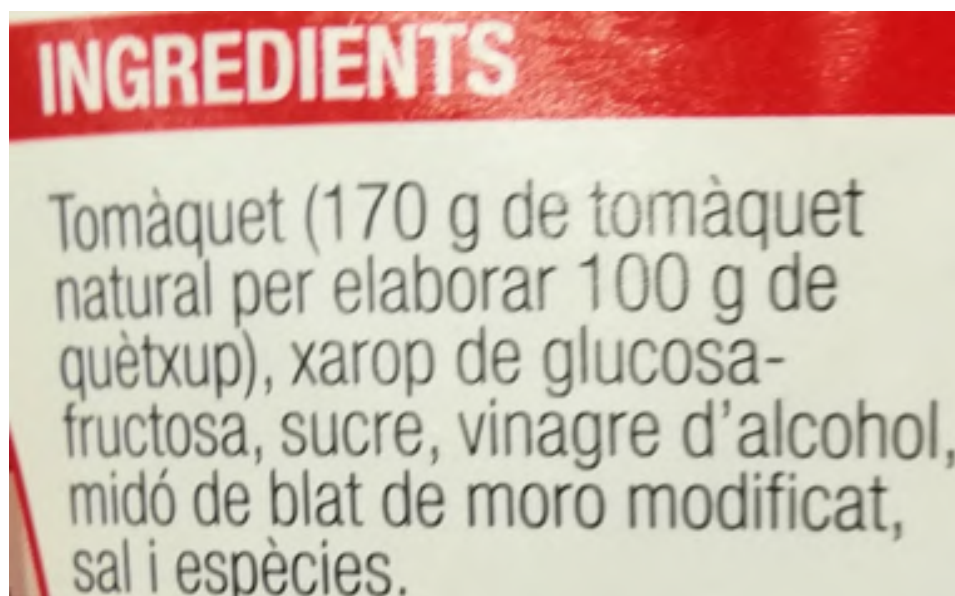 INGREDIENTS
Tomàquet (170 g de tomàquet
natural per elaborar 100 g de
quètxup), xarop de glucosa-
fructosa, sucre, vinagre d'alcohol,
midó de blat de moro modificat,
sal i espècies.